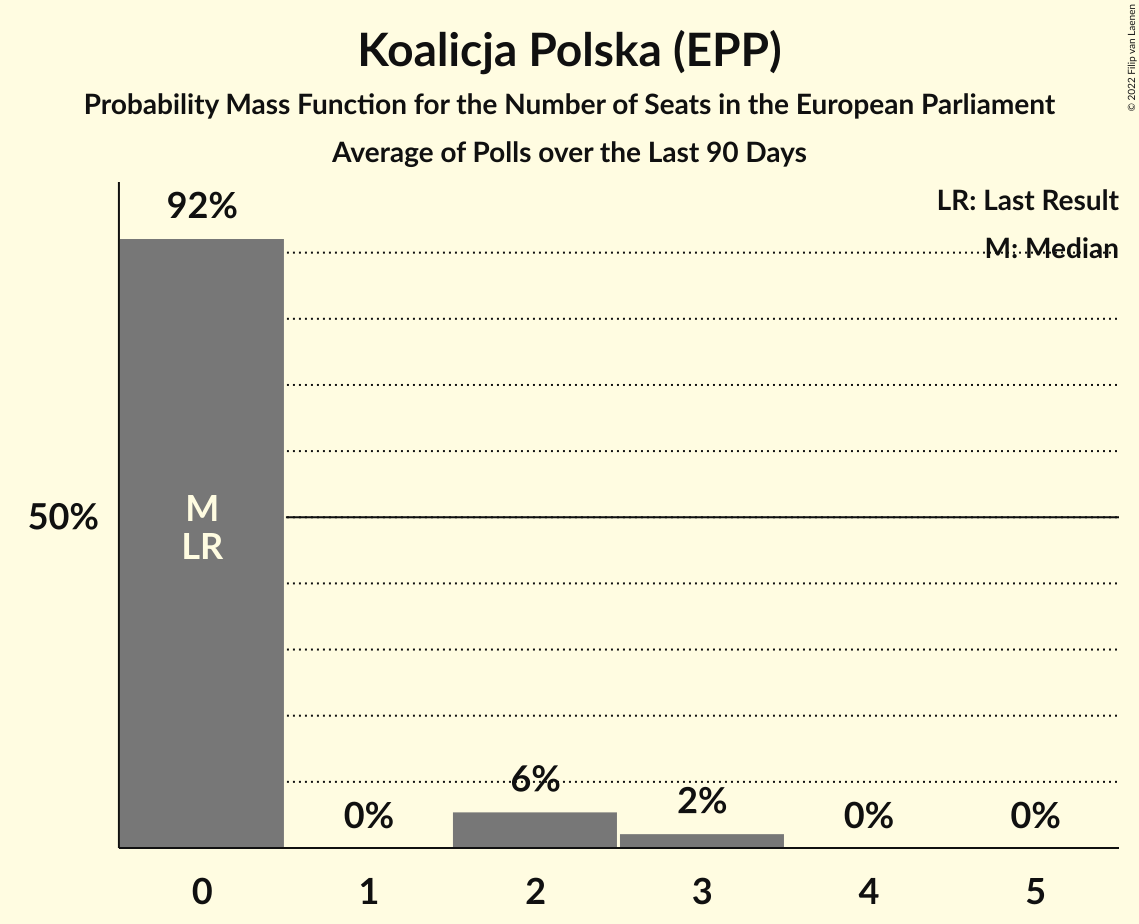 Koalicja Polska (EPP)
Probability Mass Function for the Number of Seats in the European Parliament
Average of Polls over the Last 90 Days
© 2022 Filip van Laenen
LR: Last Result
M: Median
92%
50%
M
LR
0%
6%
2%
0%
0%
0
1
2
3
4
5